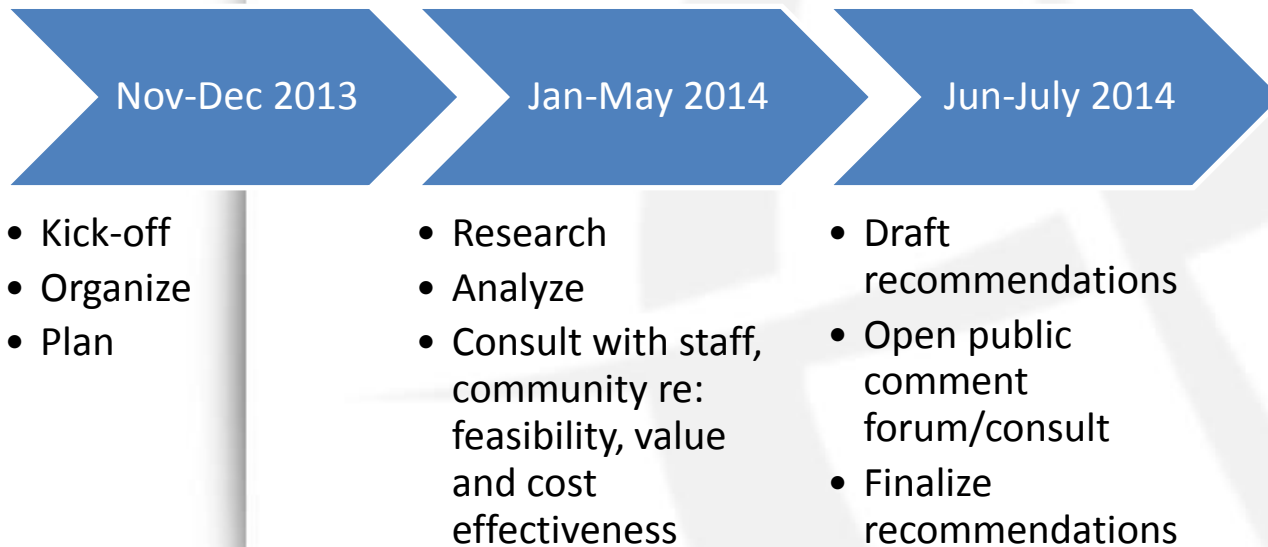 Nov-Dec 2013
• Kick-off
• Organize
• Plan
Jan-May 2014
• Research
• Analyze
• Consult with staff,
community re:
feasibility, value
and cost
effectiveness
Jun-July 2014
• Draft
recommendations
• Open public
comment
forum/consult
• Finalize
recommendations